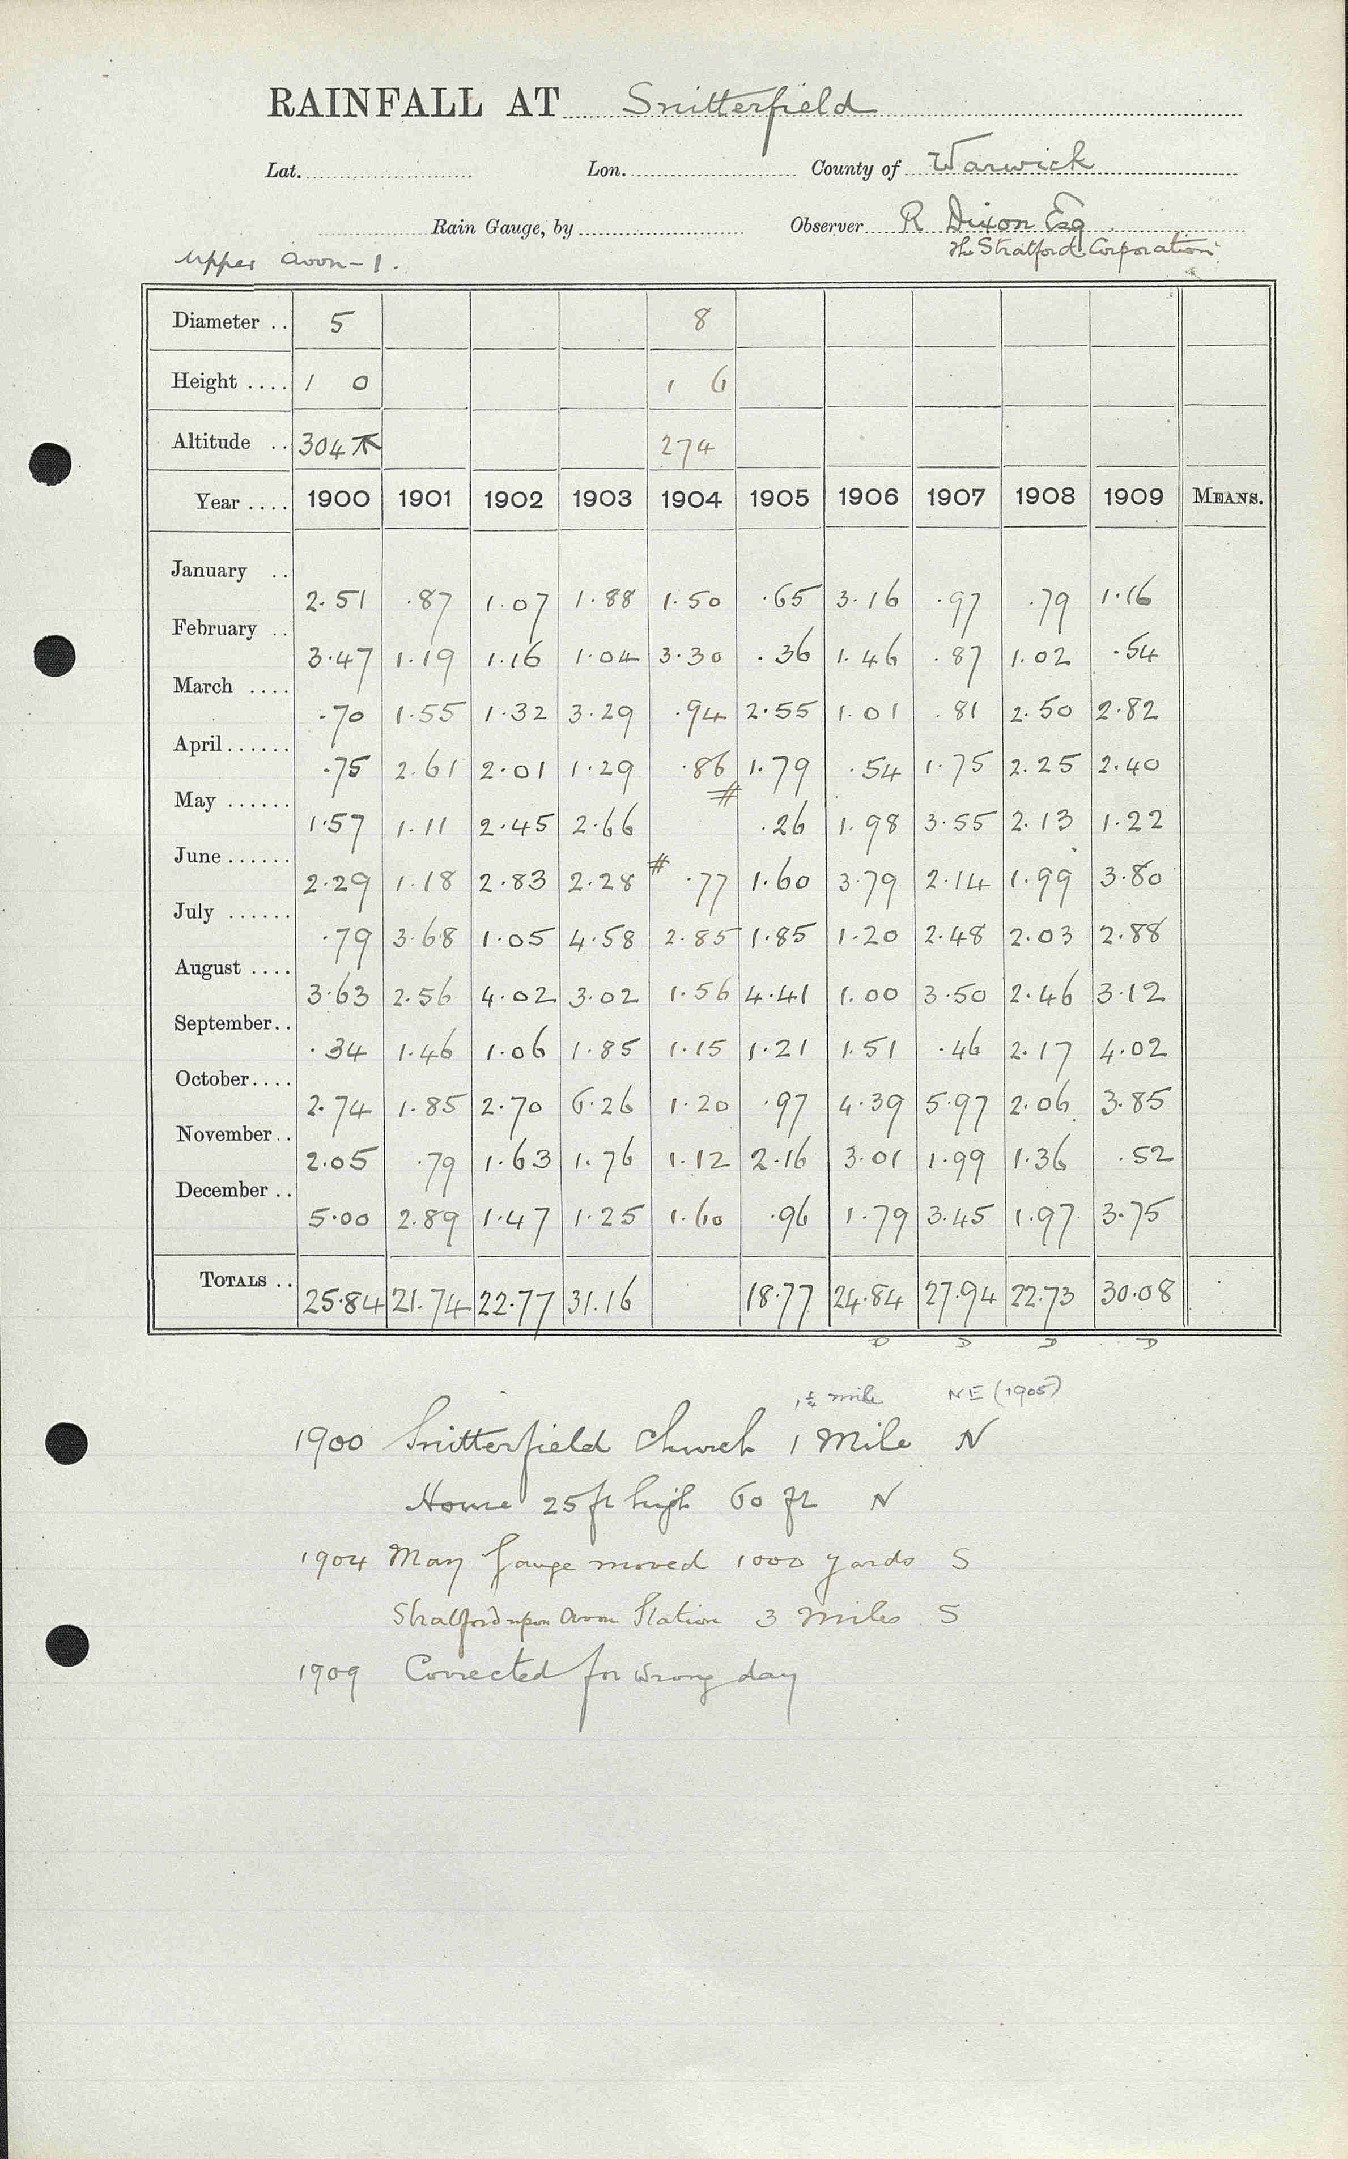 RAINFALL AT Snitterfield
Lat. Lon. County of Warwick
Rain Gauge, by Observer R Dixon Esq
The Stratford Corporation
Upper Avon-1.
Diameter .. 5 8
Height .... 1 0 1 6
Altitude .. 304 274
Year .... 1900 1901 1902 1903 1904 1905 1906 1907 1908 1909 MEANS.
January .. 2.51 .87 1.07 1.88 1.50 .65 3.16 .97 .79 1.16
February .. 3.47 1.19 1.16 1.04 3.30 .36 1.46 .87 1.02 .54
March .... .70 1.55 1.32 3.29 .94 2.55 1.01 .81 2.50 2.82
April...... .75 2.61 2.01 1.29 .86 1.79 .54 1.75 2.25 2.40
May ...... 1.57 1.11 2.45 2.66 # .26 1.98 3.55 2.13 1.22
June...... 2.29 1.18 2.83 2.28 # .77 1.60 3.79 2.14 1.99 3.80
July ...... .79 3.68 1.05 4.58 2.85 1.85 1.20 2.48 2.03 2.88
August .... 3.63 2.56 4.02 3.02 1.56 4.41 1.00 3.50 2.46 3.12
September.. .34 1.46 1.06 1.85 1.15 1.21 1.51 .46 2.17 4.02
October.... 2.74 1.85 2.70 6.26 1.20 .97 4.39 5.97 2.06 3.85
November.. 2.05 .79 1.63 1.76 1.12 2.16 3.01 1.99 1.36 .52
December .. 5.00 2.89 1.47 1.25 1.60 .96 1.79 3.45 1.97 3.75
TOTALS .. 25.84 21.74 22.77 31.16 18.77 24.84 27.94 22.73 30.08
D D D D
mile NE (1905)
1900 Snitterfield Church 1 Mile N
House 25 ft high 60 ft N
1904 May Gauge moved 1000 yards S
Stratford upon Avon Station 3 Miles S
1909 Corrected for wrong day